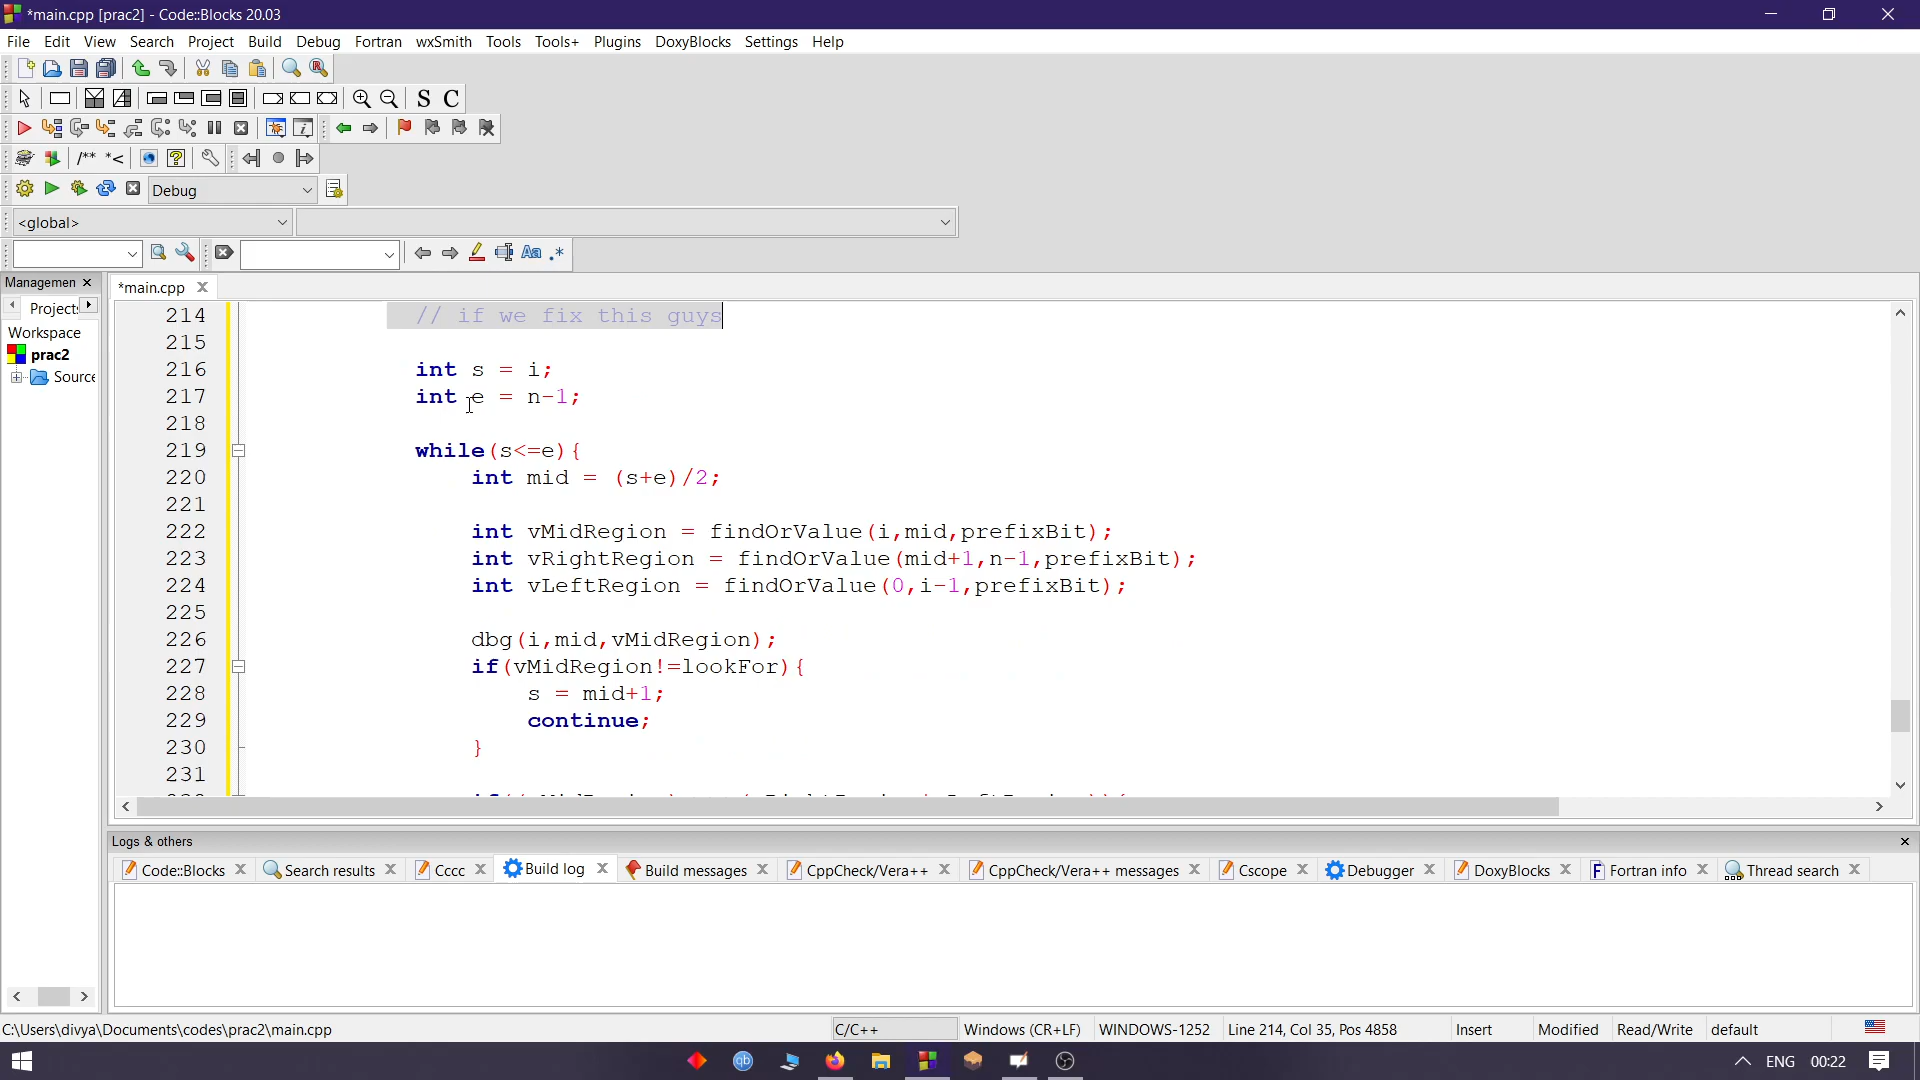 *main.cpp [prac2] - Code::Blocks 20.03
File Edit View Search Project Build Debug Fortran wxSmith Tools Tools+ Plugins DoxyBlocks Settings Help
S C
/** *<
Debug
<global>
Aa .*
Managemen
*main.cpp
Projects
Workspace
prac2
Source
214 // if we fix this guys
215
216 int s = i;
217 int e = n-1;
218
219 while(s<=e){
220 int mid = (s+e)/2;
221
222 int vMidRegion = findOrValue(i,mid,prefixBit);
223 int vRightRegion = findOrValue(mid+1,n-1,prefixBit);
224 int vLeftRegion = findOrValue(0,i-1,prefixBit);
225
226 dbg(i,mid,vMidRegion);
227 if(vMidRegion!=lookFor){
228 s = mid+1;
229 continue;
230 }
231
Logs & others
Code::Blocks Search results Cccc Build log Build messages CppCheck/Vera++ CppCheck/Vera++ messages Cscope Debugger DoxyBlocks Fortran info Thread search
C:\Users\divya\Documents\codes\prac2\main.cpp C/C++ Windows (CR+LF) WINDOWS-1252 Line 214, Col 35, Pos 4858 Insert Modified Read/Write default
qb ENG 00:22